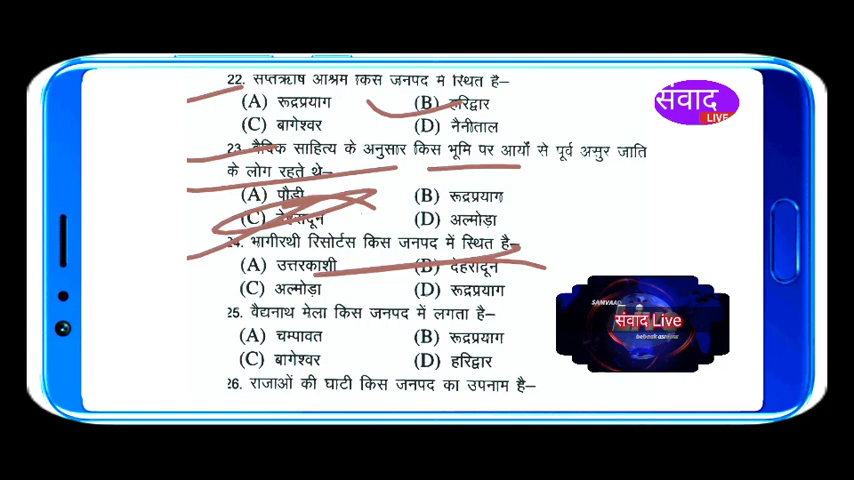 22. सप्तऋषि आश्रम किस जनपद में स्थित है–
(A) रूद्रप्रयाग (B) हरिद्वार
(C) बागेश्वर (D) नैनीताल
23. वैदिक साहित्य के अनुसार किस भूमि पर आर्यों से पूर्व असुर जाति
के लोग रहते थे–
(A) पौड़ी (B) रूद्रप्रयाग
(C) देहरादून (D) अल्मोड़ा
24. भागीरथी रिसोर्टस किस जनपद में स्थित है–
(A) उत्तरकाशी (B) देहरादून
(C) अल्मोड़ा (D) रूद्रप्रयाग
25. वैद्यनाथ मेला किस जनपद में लगता है–
(A) चम्पावत (B) रूद्रप्रयाग
(C) बागेश्वर (D) हरिद्वार
26. राजाओं की घाटी किस जनपद का उपनाम है–
संवाद
LIVE
SAMVAAD
संवाद Live